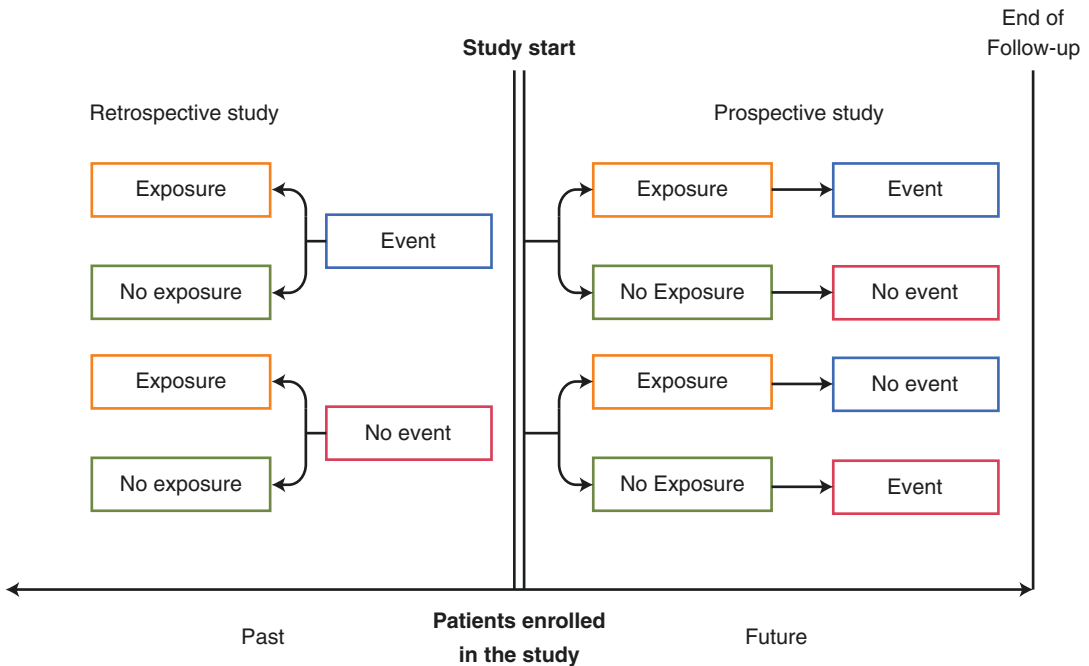 End of
Follow-up
Study start
Retrospective study
Prospective study
Exposure
Event
No exposure
Exposure
No event
No exposure
Exposure
Event
No Exposure
No event
Exposure
No event
No Exposure
Event
Past
Patients enrolled
in the study
Future